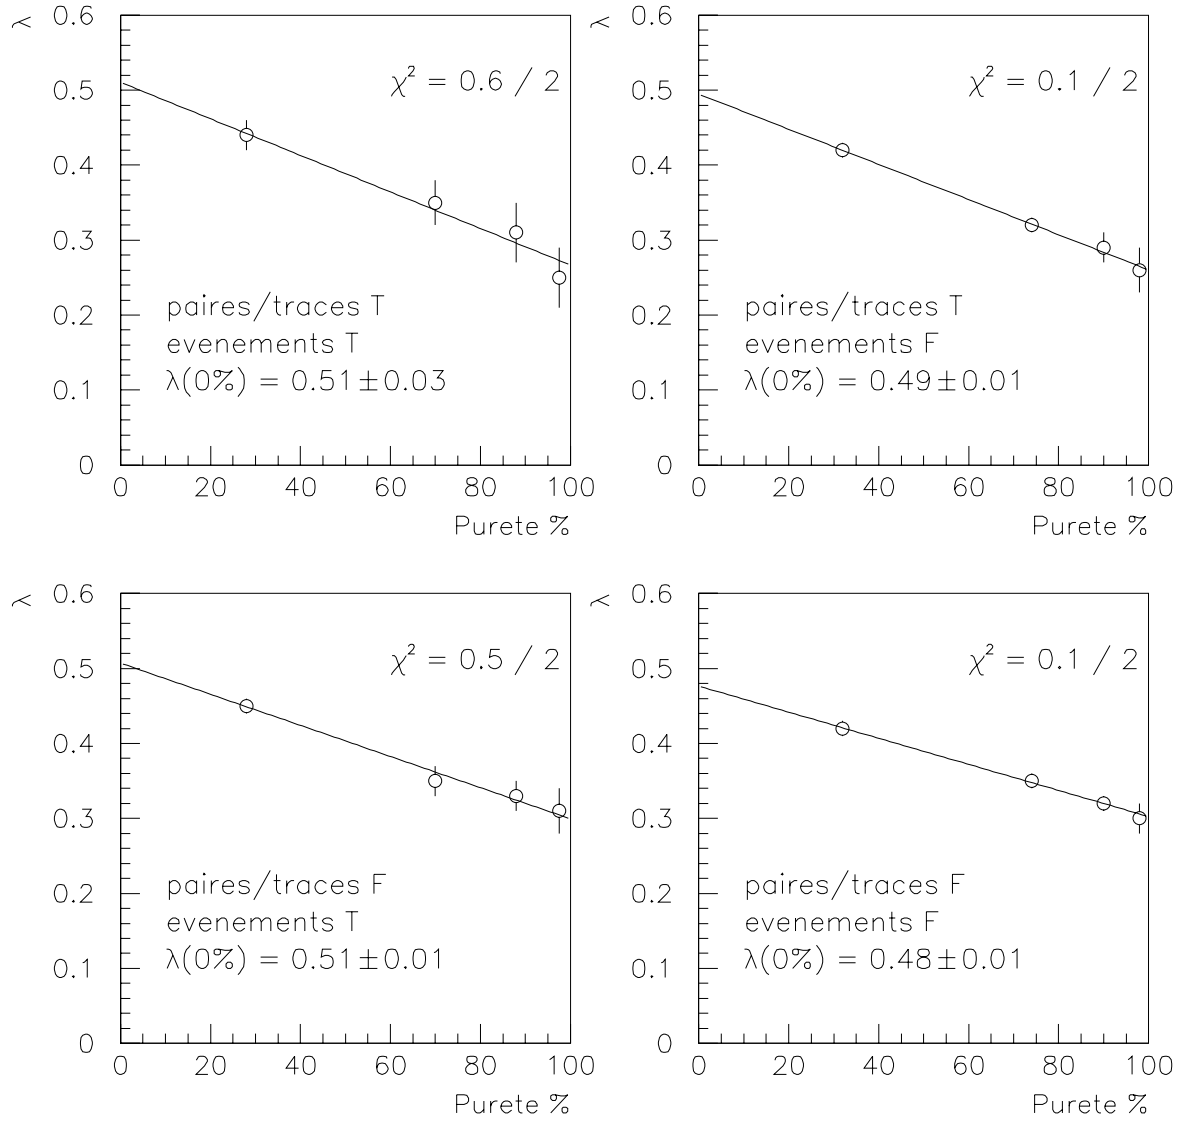 λ
0.6
0.5
0.4
0.3
0.2
0.1
0
χ² = 0.6 / 2
paires/traces T
evenements T
λ(0%) = 0.51±0.03
0 20 40 60 80 100
Purete %
λ
0.6
0.5
0.4
0.3
0.2
0.1
0
χ² = 0.1 / 2
paires/traces T
evenements F
λ(0%) = 0.49±0.01
0 20 40 60 80 100
Purete %
λ
0.6
0.5
0.4
0.3
0.2
0.1
0
χ² = 0.5 / 2
paires/traces F
evenements T
λ(0%) = 0.51±0.01
0 20 40 60 80 100
Purete %
λ
0.6
0.5
0.4
0.3
0.2
0.1
0
χ² = 0.1 / 2
paires/traces F
evenements F
λ(0%) = 0.48±0.01
0 20 40 60 80 100
Purete %